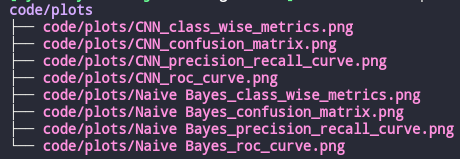 code/plots
├── code/plots/CNN_class_wise_metrics.png
├── code/plots/CNN_confusion_matrix.png
├── code/plots/CNN_precision_recall_curve.png
├── code/plots/CNN_roc_curve.png
├── code/plots/Naive Bayes_class_wise_metrics.png
├── code/plots/Naive Bayes_confusion_matrix.png
├── code/plots/Naive Bayes_precision_recall_curve.png
└── code/plots/Naive Bayes_roc_curve.png